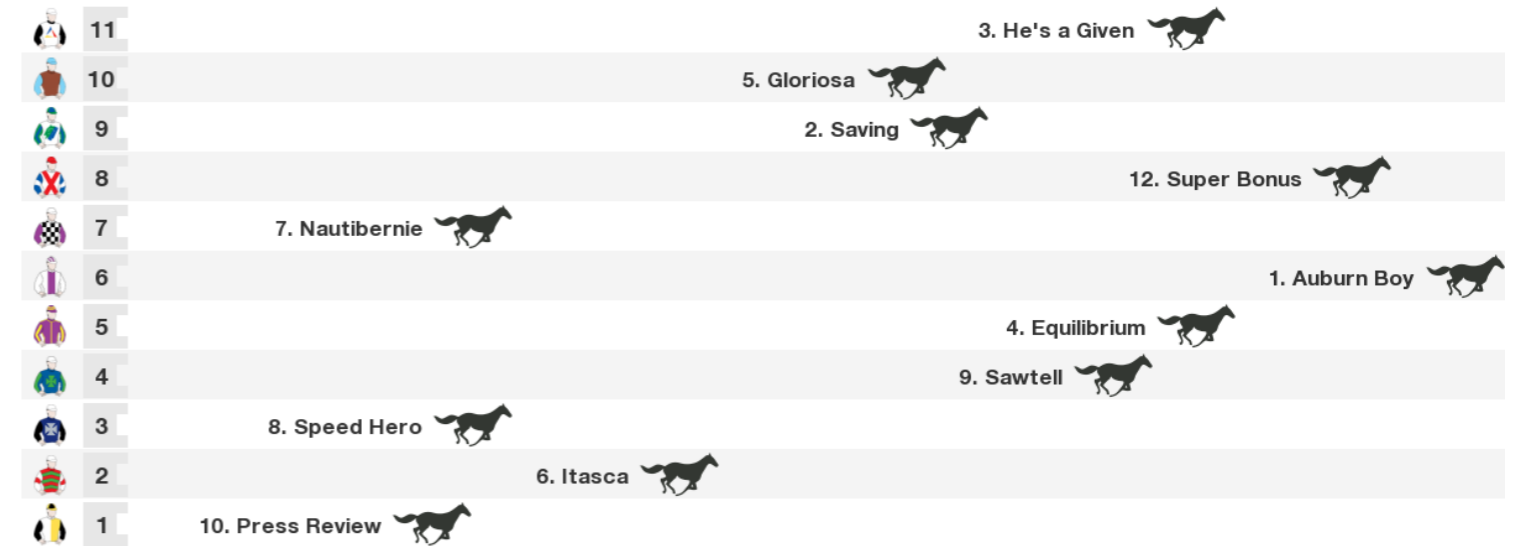 11 3. He's a Given
10 5. Gloriosa
9 2. Saving
8 12. Super Bonus
7 7. Nautibernie
6 1. Auburn Boy
5 4. Equilibrium
4 9. Sawtell
3 8. Speed Hero
2 6. Itasca
1 10. Press Review